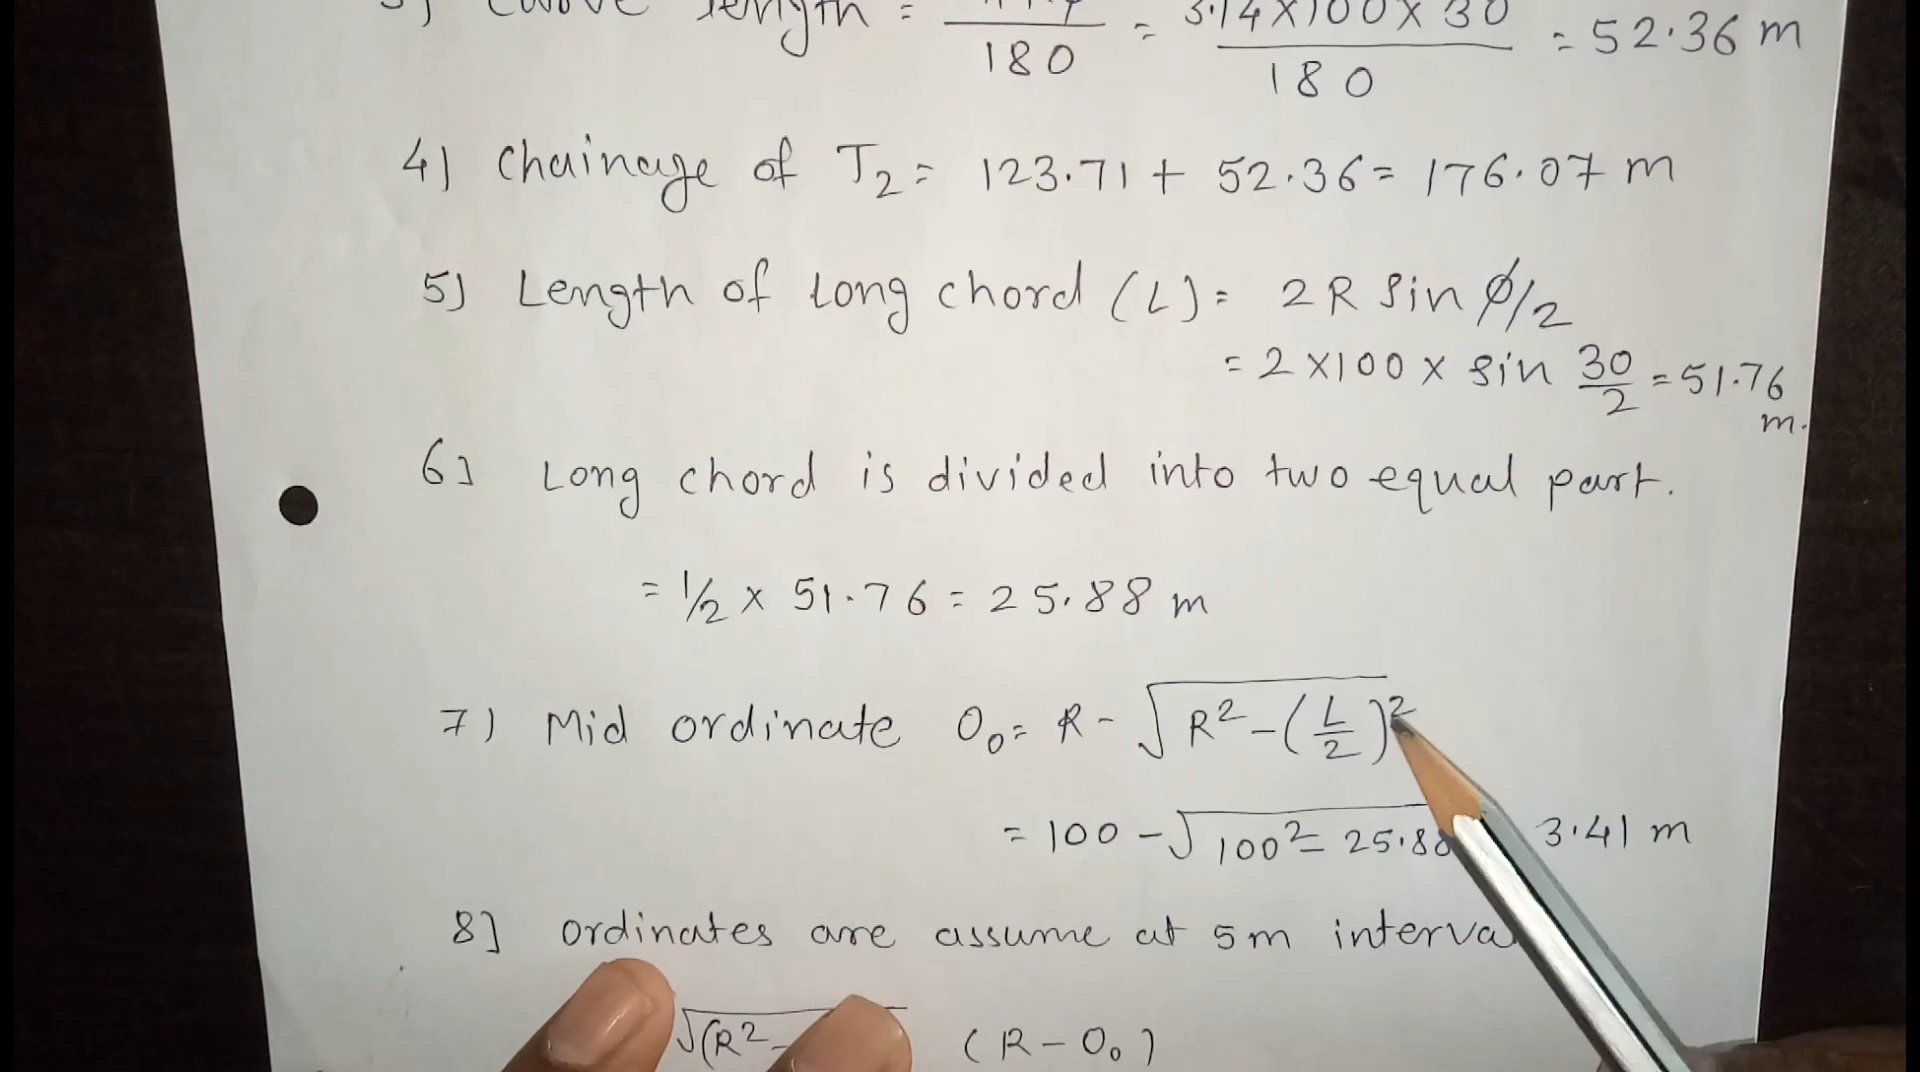 length = / 180 = 3.14 x 100 x 30 / 180 = 52.36 m
4) Chainage of T2 = 123.71 + 52.36 = 176.07 m
5) Length of Long chord (L) = 2 R sin ϕ/2
= 2 x 100 x sin 30/2 = 51.76 m.
6) Long chord is divided into two equal part.
= 1/2 x 51.76 = 25.88 m
7) Mid ordinate O₀ = R - √R² - (L/2)²
= 100 - √100² - 25.88 3.41 m
8) ordinates are assume at 5m
√(R² - (R - O₀)